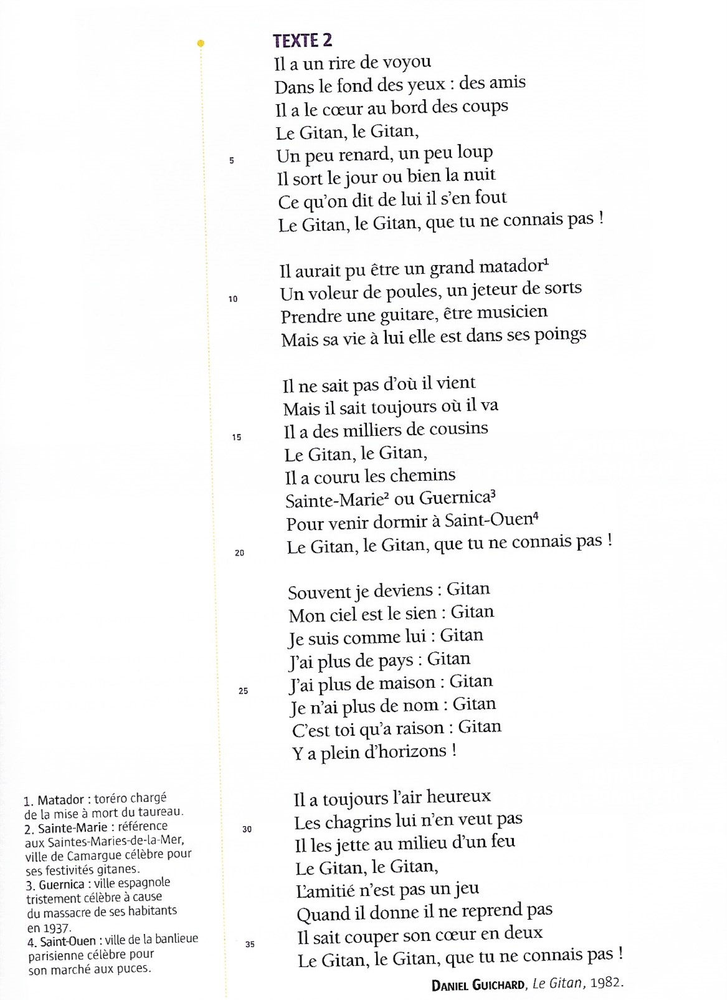 TEXTE 2
Il a un rire de voyou
Dans le fond des yeux : des amis
Il a le cœur au bord des coups
Le Gitan, le Gitan,
5 Un peu renard, un peu loup
Il sort le jour ou bien la nuit
Ce qu'on dit de lui il s'en fout
Le Gitan, le Gitan, que tu ne connais pas !
Il aurait pu être un grand matador¹
10 Un voleur de poules, un jeteur de sorts
Prendre une guitare, être musicien
Mais sa vie à lui elle est dans ses poings
Il ne sait pas d'où il vient
Mais il sait toujours où il va
15 Il a des milliers de cousins
Le Gitan, le Gitan,
Il a couru les chemins
Sainte-Marie² ou Guernica³
Pour venir dormir à Saint-Ouen⁴
20 Le Gitan, le Gitan, que tu ne connais pas !
Souvent je deviens : Gitan
Mon ciel est le sien : Gitan
Je suis comme lui : Gitan
J'ai plus de pays : Gitan
25 J'ai plus de maison : Gitan
Je n'ai plus de nom : Gitan
C'est toi qu'a raison : Gitan
Y a plein d'horizons !
Il a toujours l'air heureux
30 Les chagrins lui n'en veut pas
Il les jette au milieu d'un feu
Le Gitan, le Gitan,
L'amitié n'est pas un jeu
Quand il donne il ne reprend pas
35 Il sait couper son cœur en deux
Le Gitan, le Gitan, que tu ne connais pas !
DANIEL GUICHARD, Le Gitan, 1982.
1. Matador : toréro chargé
de la mise à mort du taureau.
2. Sainte-Marie : référence
aux Saintes-Maries-de-la-Mer,
ville de Camargue célèbre pour
ses festivités gitanes.
3. Guernica : ville espagnole
tristement célèbre à cause
du massacre de ses habitants
en 1937.
4. Saint-Ouen : ville de la banlieue
parisienne célèbre pour
son marché aux puces.